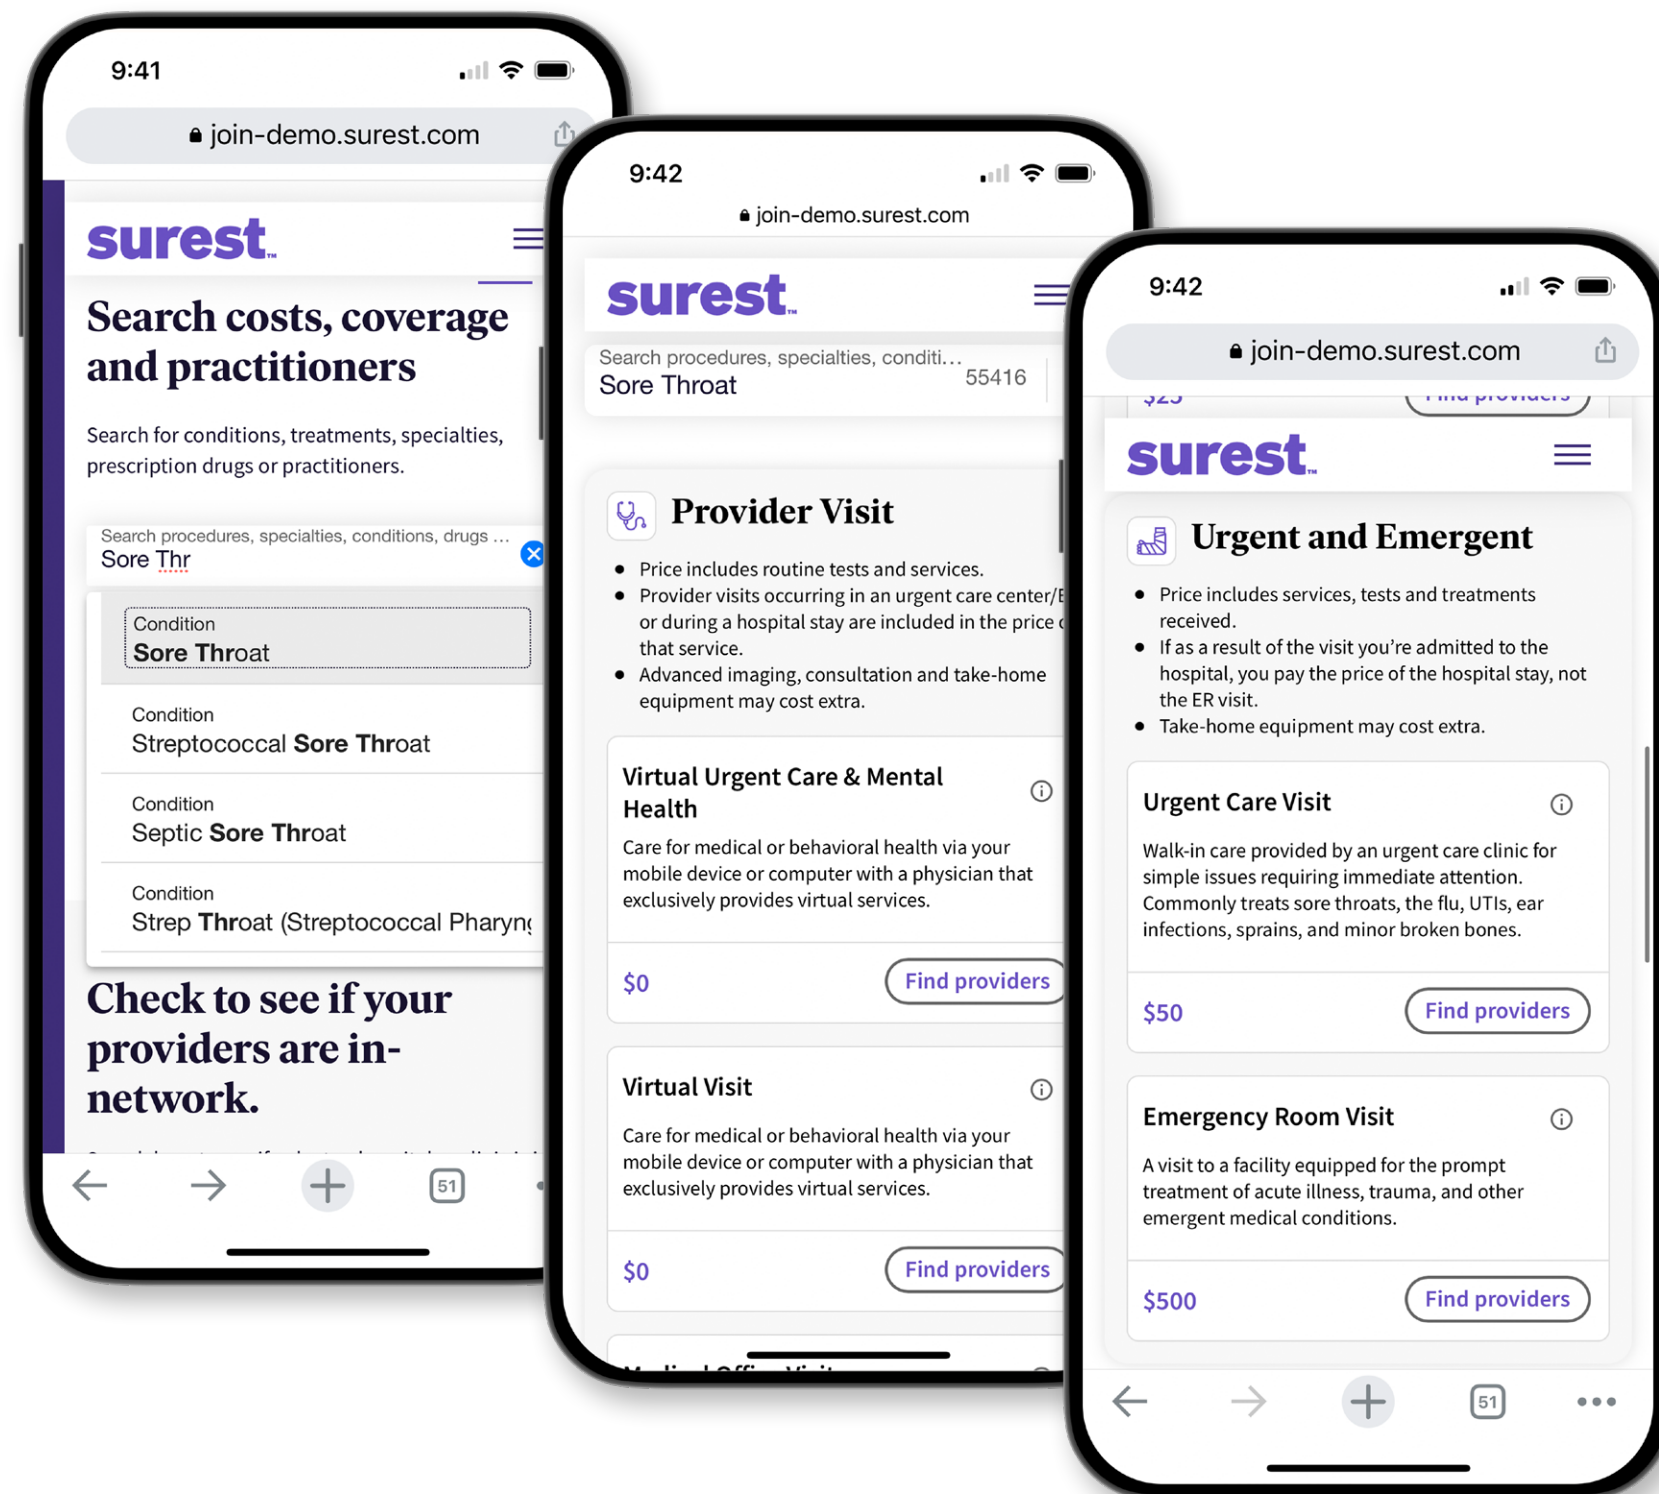 9:41
join-demo.surest.com
surest™
Search costs, coverage
and practitioners
Search for conditions, treatments, specialties,
prescription drugs or practitioners.
Search procedures, specialties, conditions, drugs ...
Sore Thr
Condition
Sore Throat
Condition
Streptococcal Sore Throat
Condition
Septic Sore Throat
Condition
Strep Throat (Streptococcal Pharyng
Check to see if your
providers are in-
network.
51
9:42
join-demo.surest.com
surest™
Search procedures, specialties, conditi...
Sore Throat
55416
Provider Visit
• Price includes routine tests and services.
• Provider visits occurring in an urgent care center/E
or during a hospital stay are included in the price
that service.
• Advanced imaging, consultation and take-home
equipment may cost extra.
Virtual Urgent Care & Mental
Health
Care for medical or behavioral health via your
mobile device or computer with a physician that
exclusively provides virtual services.
$0
Find providers
Virtual Visit
Care for medical or behavioral health via your
mobile device or computer with a physician that
exclusively provides virtual services.
$0
Find providers
Medical Office Visit
9:42
join-demo.surest.com
$25
Find providers
surest™
Urgent and Emergent
• Price includes services, tests and treatments
received.
• If as a result of the visit you’re admitted to the
hospital, you pay the price of the hospital stay, not
the ER visit.
• Take-home equipment may cost extra.
Urgent Care Visit
Walk-in care provided by an urgent care clinic for
simple issues requiring immediate attention.
Commonly treats sore throats, the flu, UTIs, ear
infections, sprains, and minor broken bones.
$50
Find providers
Emergency Room Visit
A visit to a facility equipped for the prompt
treatment of acute illness, trauma, and other
emergent medical conditions.
$500
Find providers
51